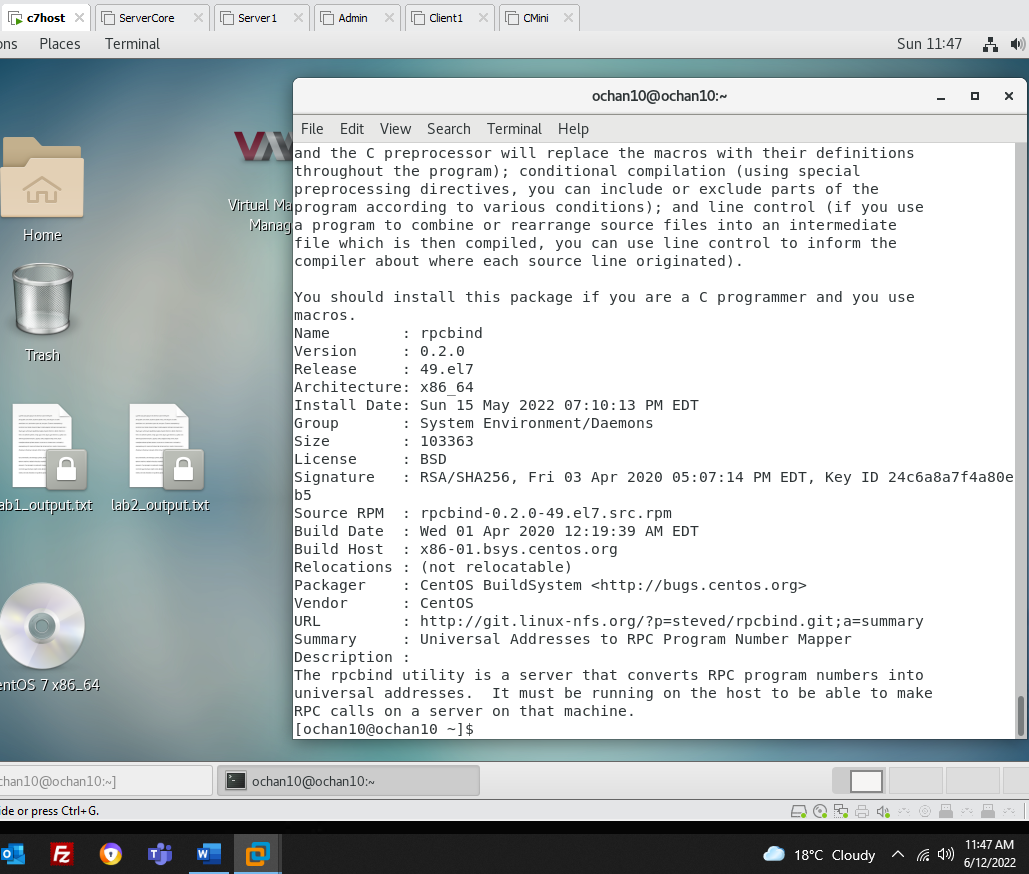 c7host
ServerCore
Server1
Admin
Client1
CMini
ons Places Terminal
Sun 11:47
ochan10@ochan10:~
File Edit View Search Terminal Help
and the C preprocessor will replace the macros with their definitions
throughout the program); conditional compilation (using special
preprocessing directives, you can include or exclude parts of the
program according to various conditions); and line control (if you use
a program to combine or rearrange source files into an intermediate
file which is then compiled, you can use line control to inform the
compiler about where each source line originated).
You should install this package if you are a C programmer and you use
macros.
Name : rpcbind
Version : 0.2.0
Release : 49.el7
Architecture: x86_64
Install Date: Sun 15 May 2022 07:10:13 PM EDT
Group : System Environment/Daemons
Size : 103363
License : BSD
Signature : RSA/SHA256, Fri 03 Apr 2020 05:07:14 PM EDT, Key ID 24c6a8a7f4a80e
b5
Source RPM : rpcbind-0.2.0-49.el7.src.rpm
Build Date : Wed 01 Apr 2020 12:19:39 AM EDT
Build Host : x86-01.bsys.centos.org
Relocations : (not relocatable)
Packager : CentOS BuildSystem <http://bugs.centos.org>
Vendor : CentOS
URL : http://git.linux-nfs.org/?p=steved/rpcbind.git;a=summary
Summary : Universal Addresses to RPC Program Number Mapper
Description :
The rpcbind utility is a server that converts RPC program numbers into
universal addresses.  It must be running on the host to be able to make
RPC calls on a server on that machine.
[ochan10@ochan10 ~]$
Home
Virtual Ma
Manag
Trash
ab1_output.txt
lab2_output.txt
entOS 7 x86_64
chan10@ochan10:~]
ochan10@ochan10:~
ide or press Ctrl+G.
18°C Cloudy
11:47 AM
6/12/2022